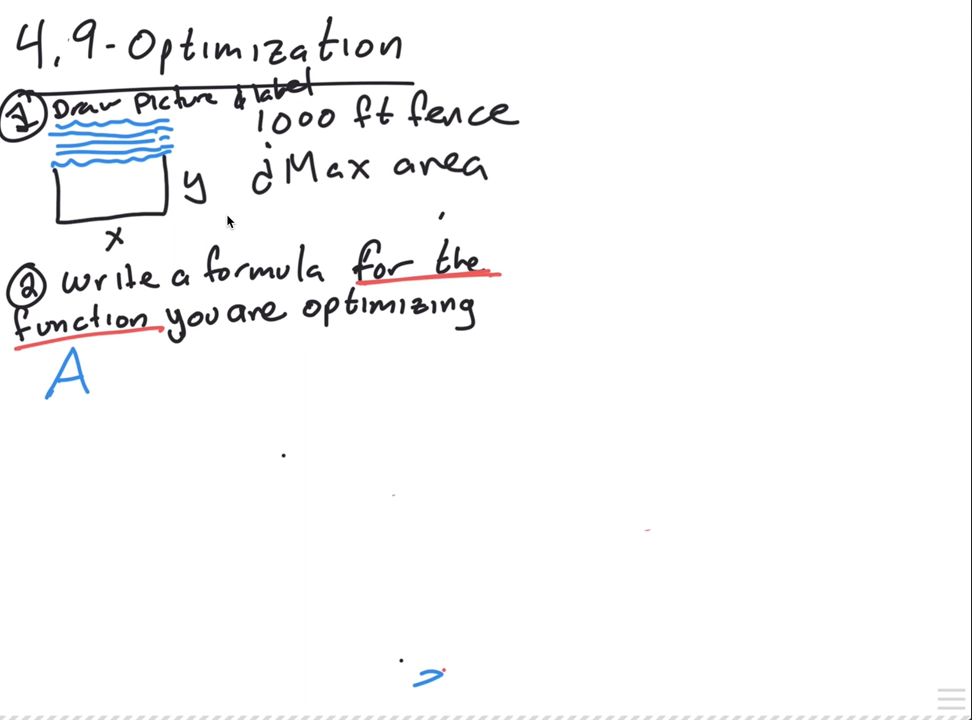 4.9-Optimization
① Draw Picture & label
1000 ft fence
¿Max area
y
x
② write a formula for the
function you are optimizing
A